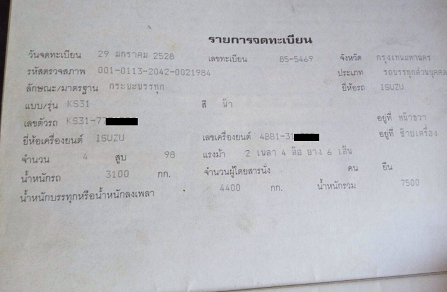 รายการจดทะเบียน
วันจดทะเบียน 29 มกราคม 2528 เลขทะเบียน 85-5469 จังหวัด กรุงเทพมหานคร
รหัสตรวจสภาพ 001-0113-2042-0021984 ประเภท รถบรรทุกส่วนบุคคล
ลักษณะ/มาตรฐาน กระบะบรรทุก ยี่ห้อรถ ISUZU
แบบ/รุ่น KS31 สี ฟ้า
เลขตัวรถ KS31-77 อยู่ที่ หน้าขวา
ยี่ห้อเครื่องยนต์ ISUZU เลขเครื่องยนต์ 4BB1-31 อยู่ที่ ซ้ายเครื่อง
จำนวน 4 สูบ 98 แรงม้า 2 เพลา 4 ล้อ ยาง 6 เส้น
น้ำหนักรถ 3100 กก. จำนวนผู้โดยสารนั่ง คน ยืน
น้ำหนักบรรทุกหรือน้ำหนักลงเพลา 4400 กก. น้ำหนักรวม 7500